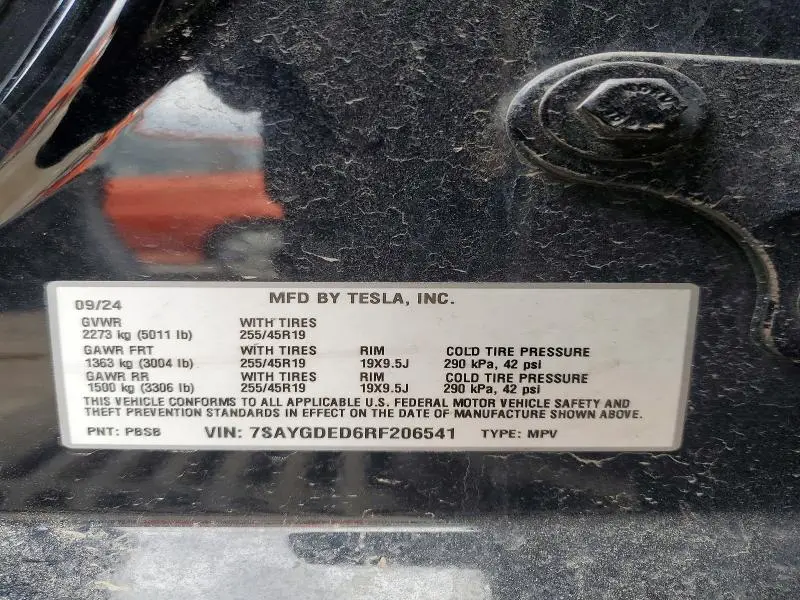 MFD BY TESLA, INC.
09/24
GVWR WITH TIRES
2273 kg (5011 lb) 255/45R19
GAWR FRT WITH TIRES RIM COLD TIRE PRESSURE
1363 kg (3004 lb) 255/45R19 19X9.5J 290 kPa, 42 psi
GAWR RR WITH TIRES RIM COLD TIRE PRESSURE
1500 kg (3306 lb) 255/45R19 19X9.5J 290 kPa, 42 psi
THIS VEHICLE CONFORMS TO ALL APPLICABLE U.S. FEDERAL MOTOR VEHICLE SAFETY AND
THEFT PREVENTION STANDARDS IN EFFECT ON THE DATE OF MANUFACTURE SHOWN ABOVE.
PNT: PBSB VIN: 7SAYGDED6RF206541 TYPE: MPV